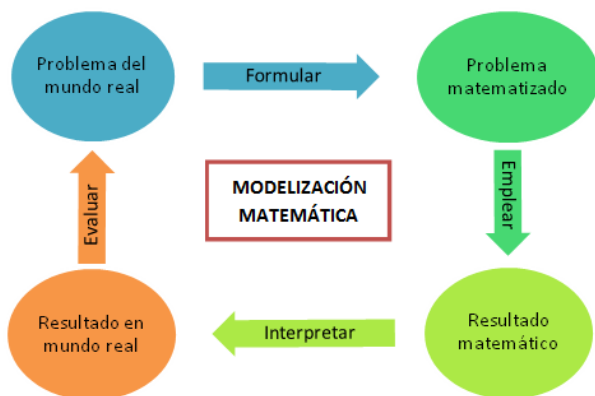 Problema del
mundo real
Formular
Problema
matematizado
Emplear
MODELIZACIÓN
MATEMÁTICA
Evaluar
Resultado en
mundo real
Interpretar
Resultado
matemático